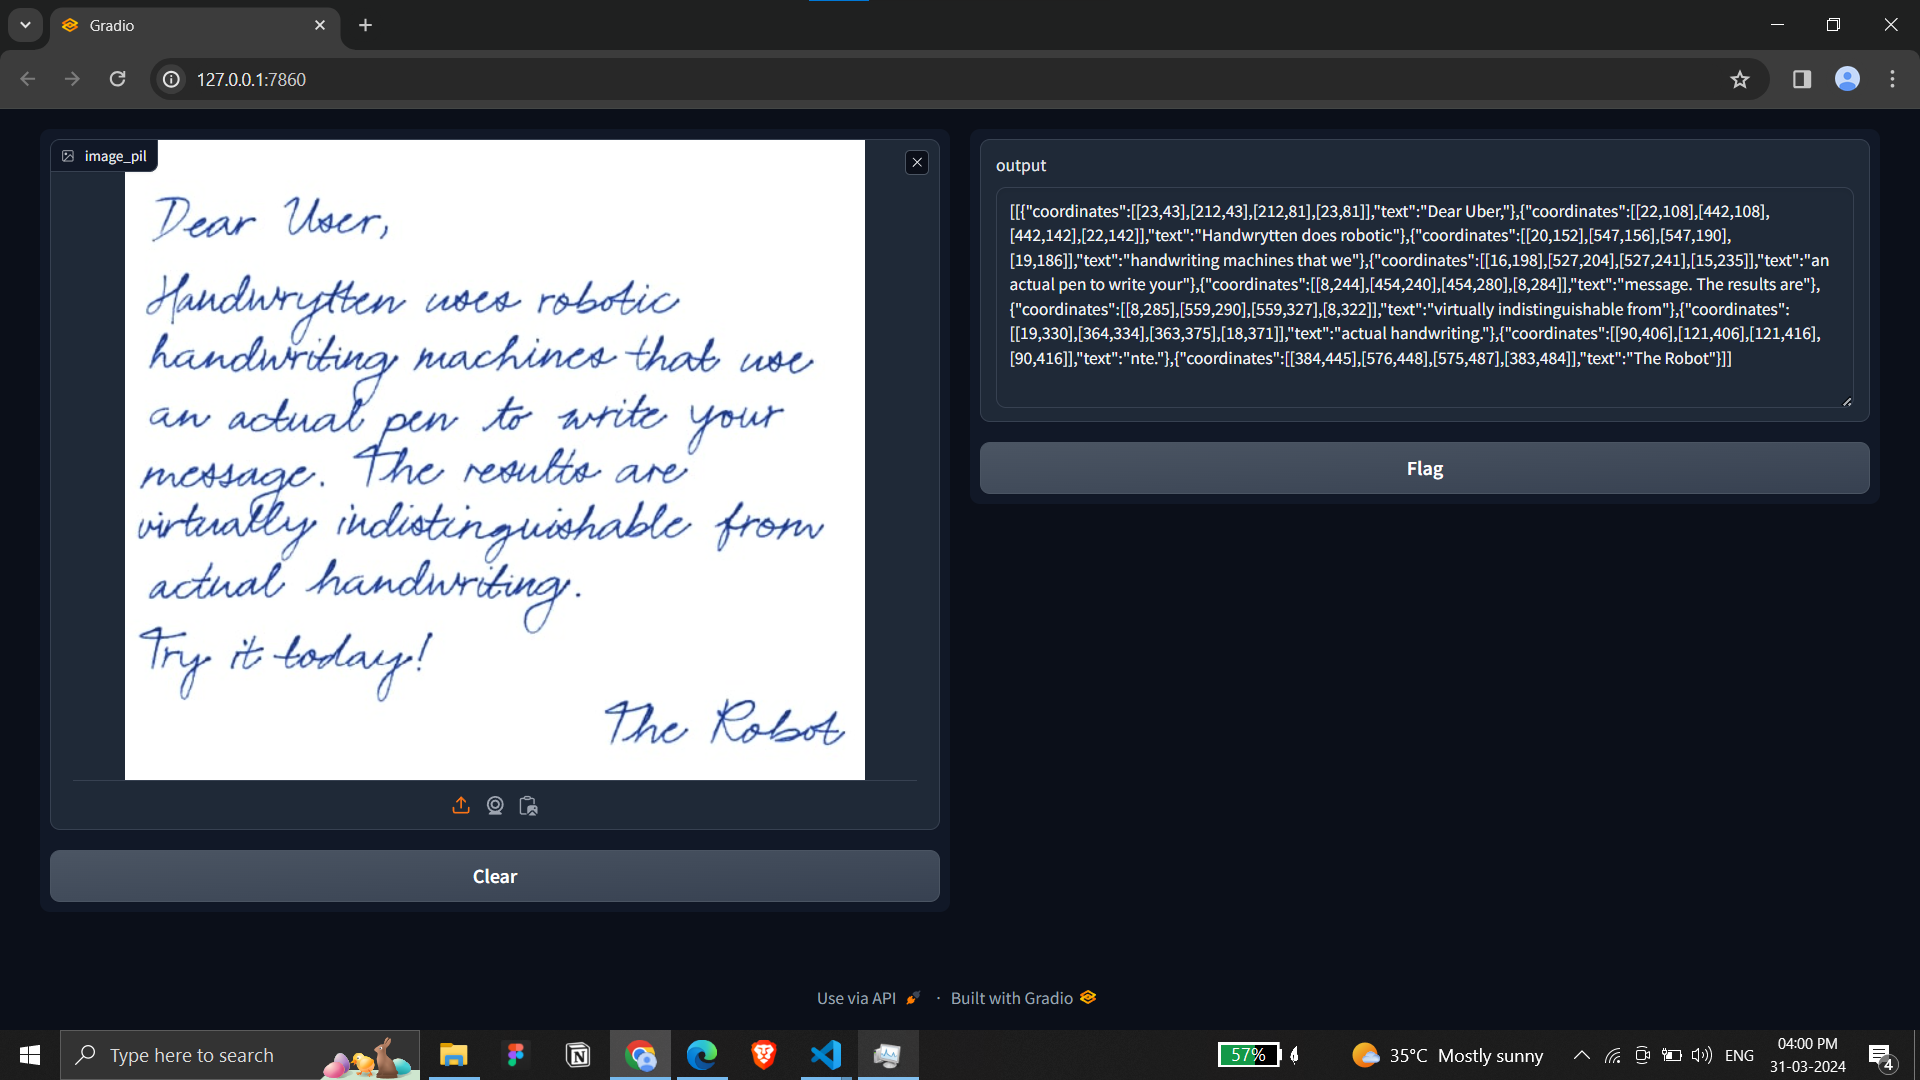 Gradio
127.0.0.1:7860
image_pil
Dear User,
Handwrytten uses robotic
handwriting machines that use
an actual pen to write your
message. The results are
virtually indistinguishable from
actual handwriting.
Try it today!
The Robot
Clear
output
[[{"coordinates":[[23,43],[212,43],[212,81],[23,81]],"text":"Dear Uber,"},{"coordinates":[[22,108],[442,108],
[442,142],[22,142]],"text":"Handwrytten does robotic"},{"coordinates":[[20,152],[547,156],[547,190],
[19,186]],"text":"handwriting machines that we"},{"coordinates":[[16,198],[527,204],[527,241],[15,235]],"text":"an
actual pen to write your"},{"coordinates":[[8,244],[454,240],[454,280],[8,284]],"text":"message. The results are"},
{"coordinates":[[8,285],[559,290],[559,327],[8,322]],"text":"virtually indistinguishable from"},{"coordinates":
[[19,330],[364,334],[363,375],[18,371]],"text":"actual handwriting."},{"coordinates":[[90,406],[121,406],[121,416],
[90,416]],"text":"nte."},{"coordinates":[[384,445],[576,448],[575,487],[383,484]],"text":"The Robot"}]]
Flag
Use via API · Built with Gradio
Type here to search
57%
35°C Mostly sunny
ENG
04:00 PM
31-03-2024
4